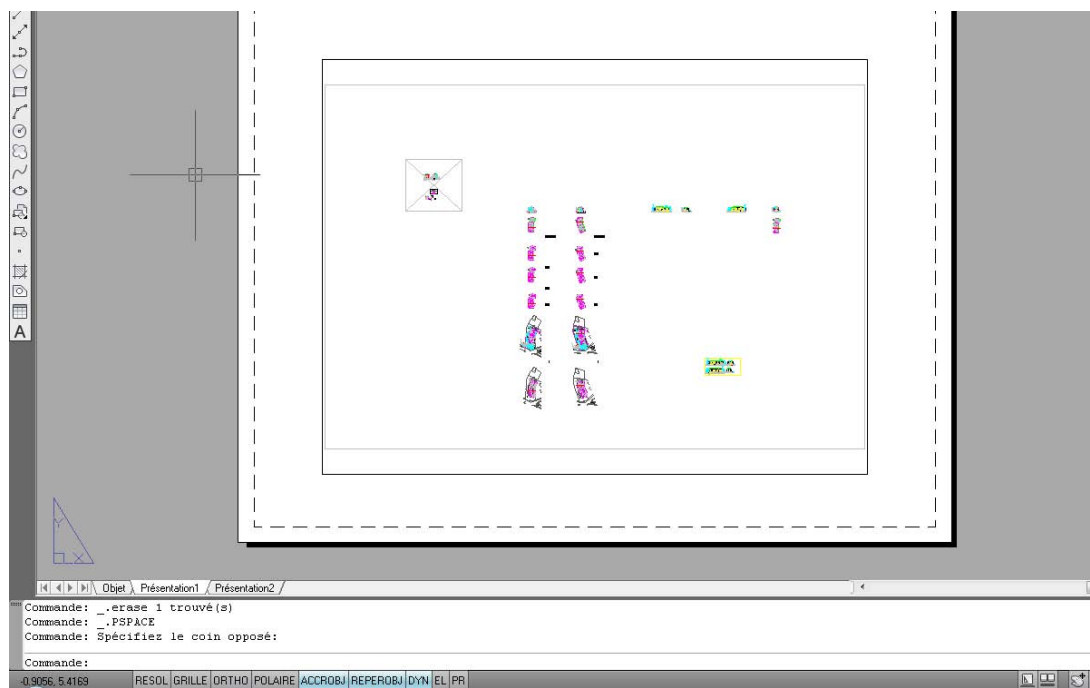 A
Y
X
Objet Présentation1 Présentation2
Commande: _.erase 1 trouvé(s)
Commande: _.PSPACE
Commande: Spécifiez le coin opposé:
Commande:
-0.9056, 5.4169 RESOL GRILLE ORTHO POLAIRE ACCROBJ REPEROBJ DYN EL PR